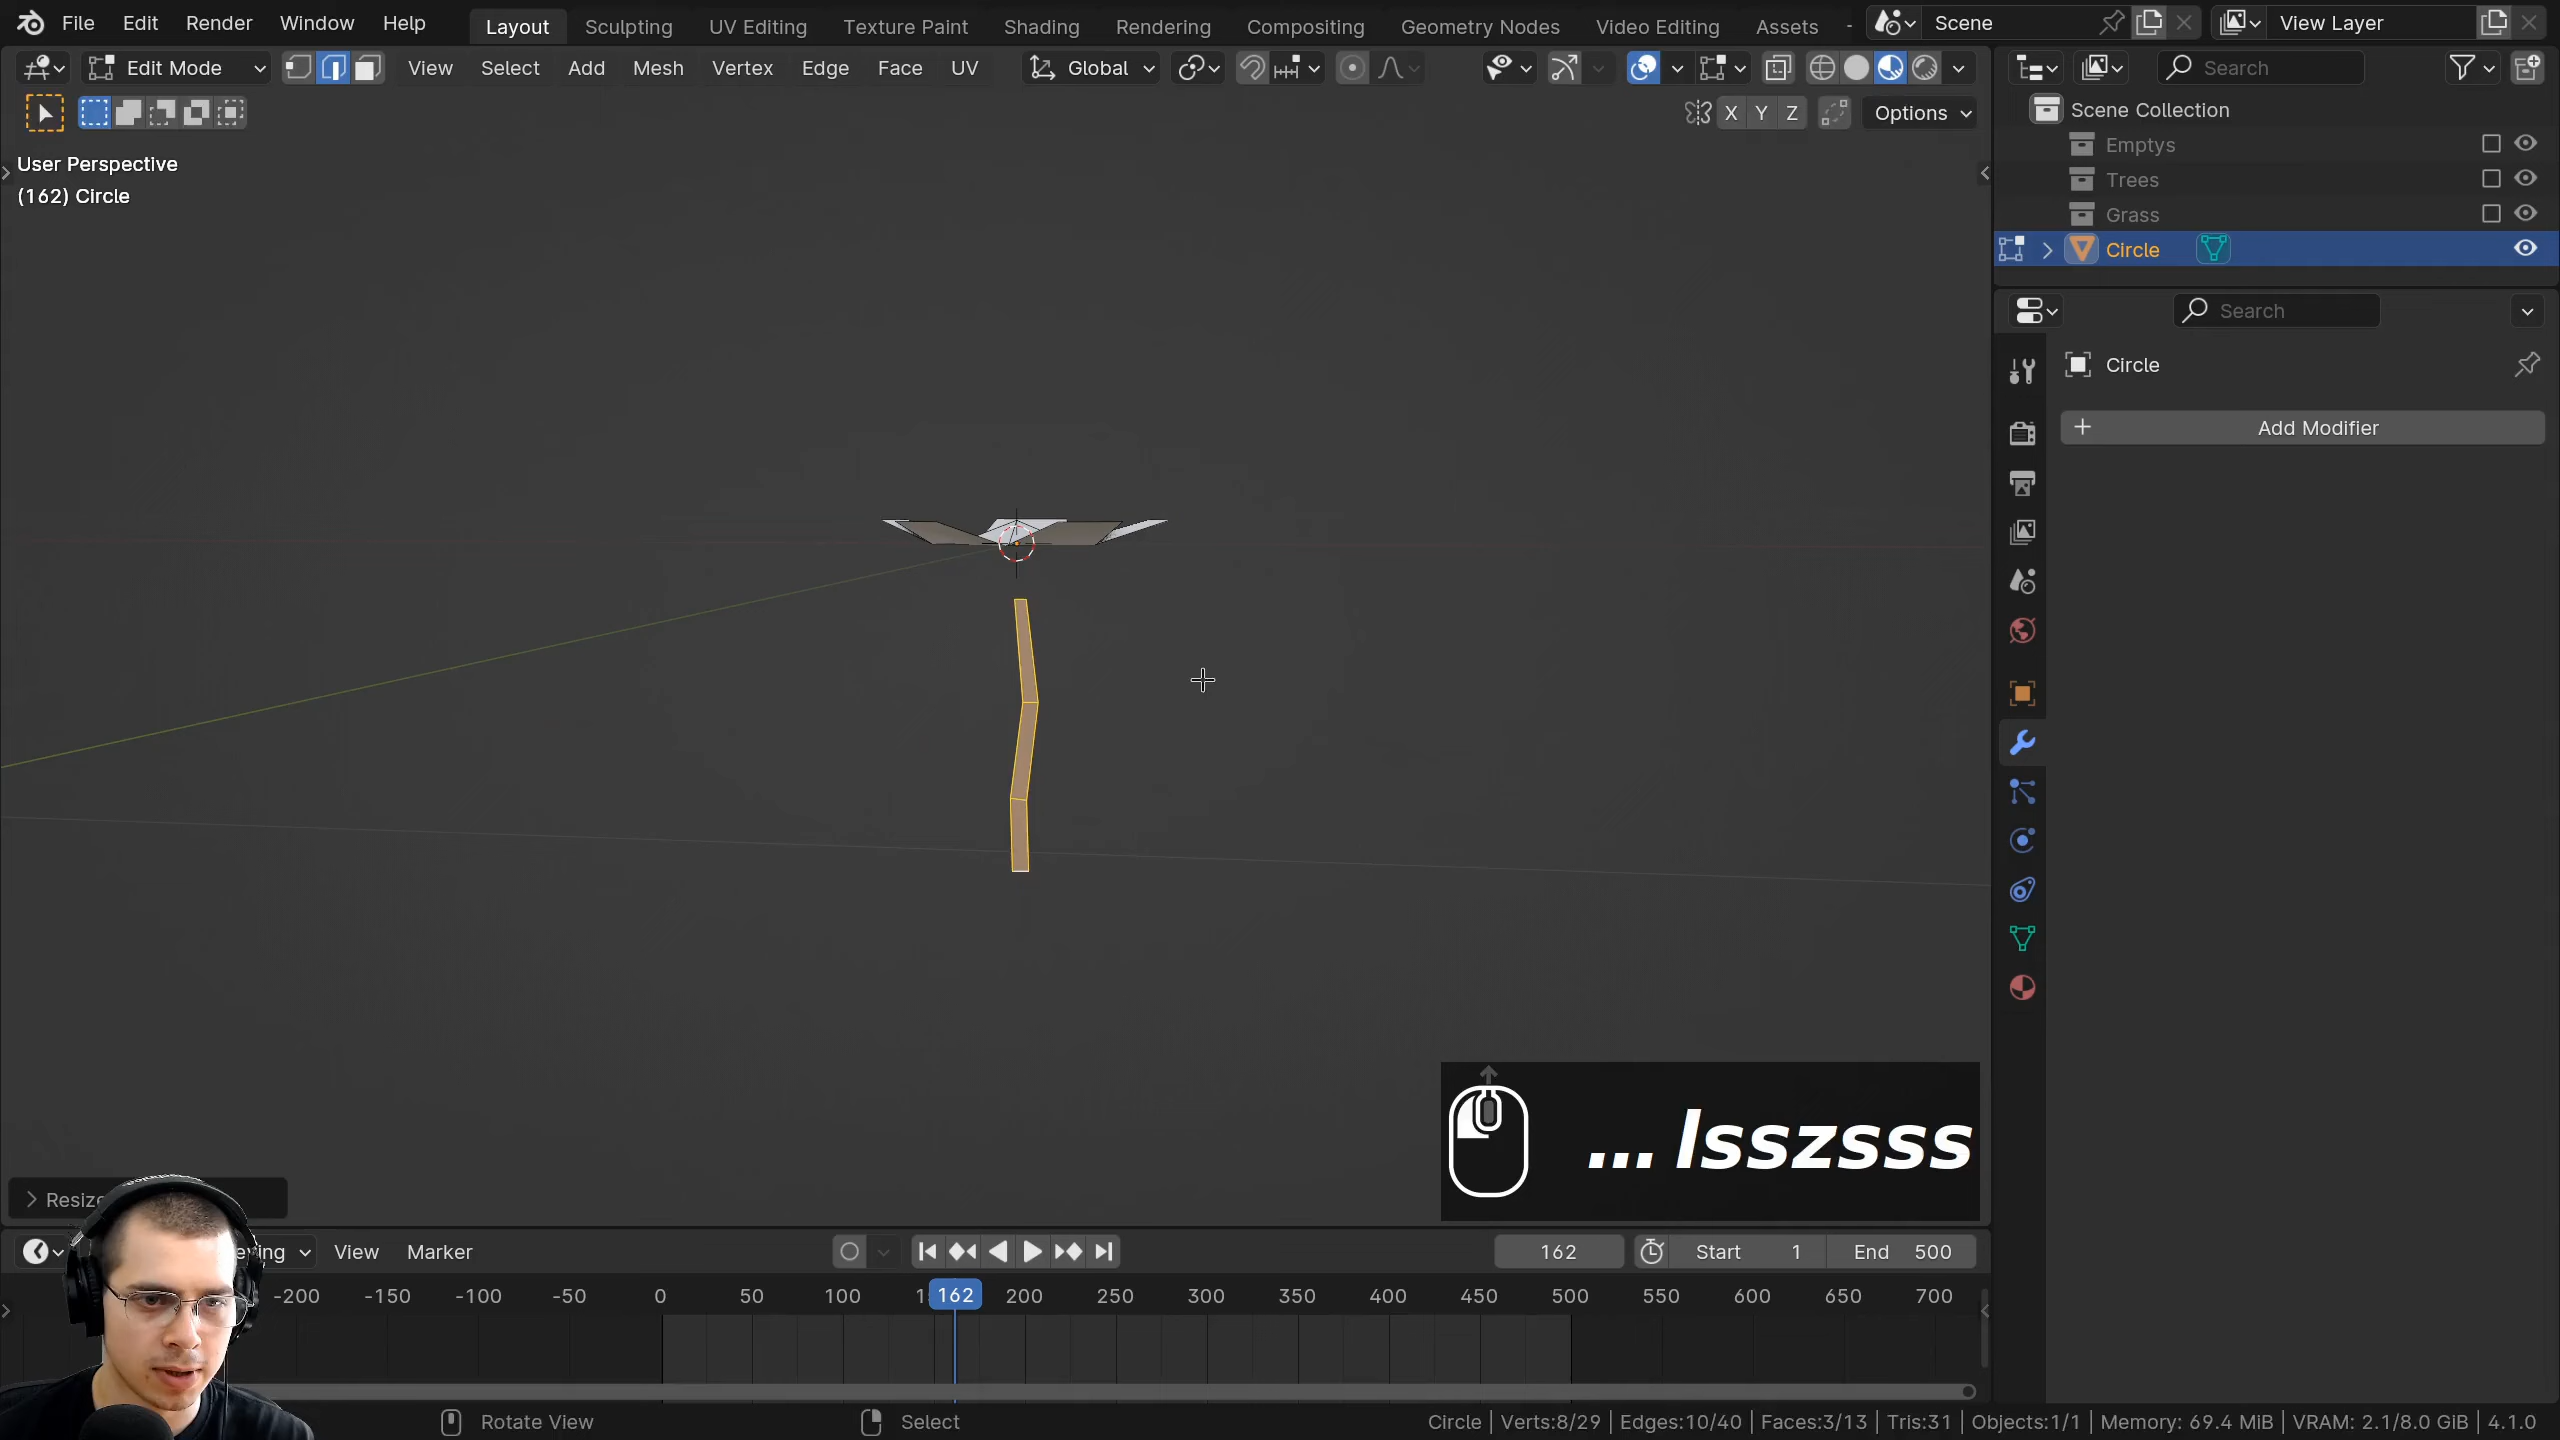 File Edit Render Window Help Layout Sculpting UV Editing Texture Paint Shading Rendering Compositing Geometry Nodes Video Editing Assets Scene View Layer
Edit Mode View Select Add Mesh Vertex Edge Face UV Global Search
X Y Z Options
Scene Collection
Emptys
Trees
Grass
Circle
User Perspective
(162) Circle
Search
Circle
Add Modifier
... lsszsss
View Marker 162 Start 1 End 500
-200 -150 -100 -50 0 50 100 162 200 250 300 350 400 450 500 550 600 650 700
Rotate View Select Circle | Verts:8/29 | Edges:10/40 | Faces:3/13 | Tris:31 | Objects:1/1 | Memory: 69.4 MiB | VRAM: 2.1/8.0 GiB | 4.1.0